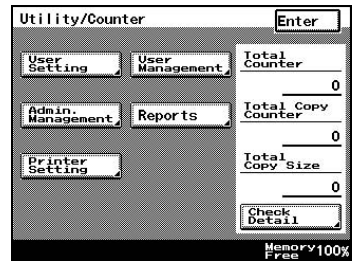 Utility/Counter
Enter
User
Setting
User
Management
Total
Counter
0
Admin.
Management
Reports
Total Copy
Counter
0
Printer
Setting
Total
Copy Size
0
Check
Detail
Memory
Free 100%